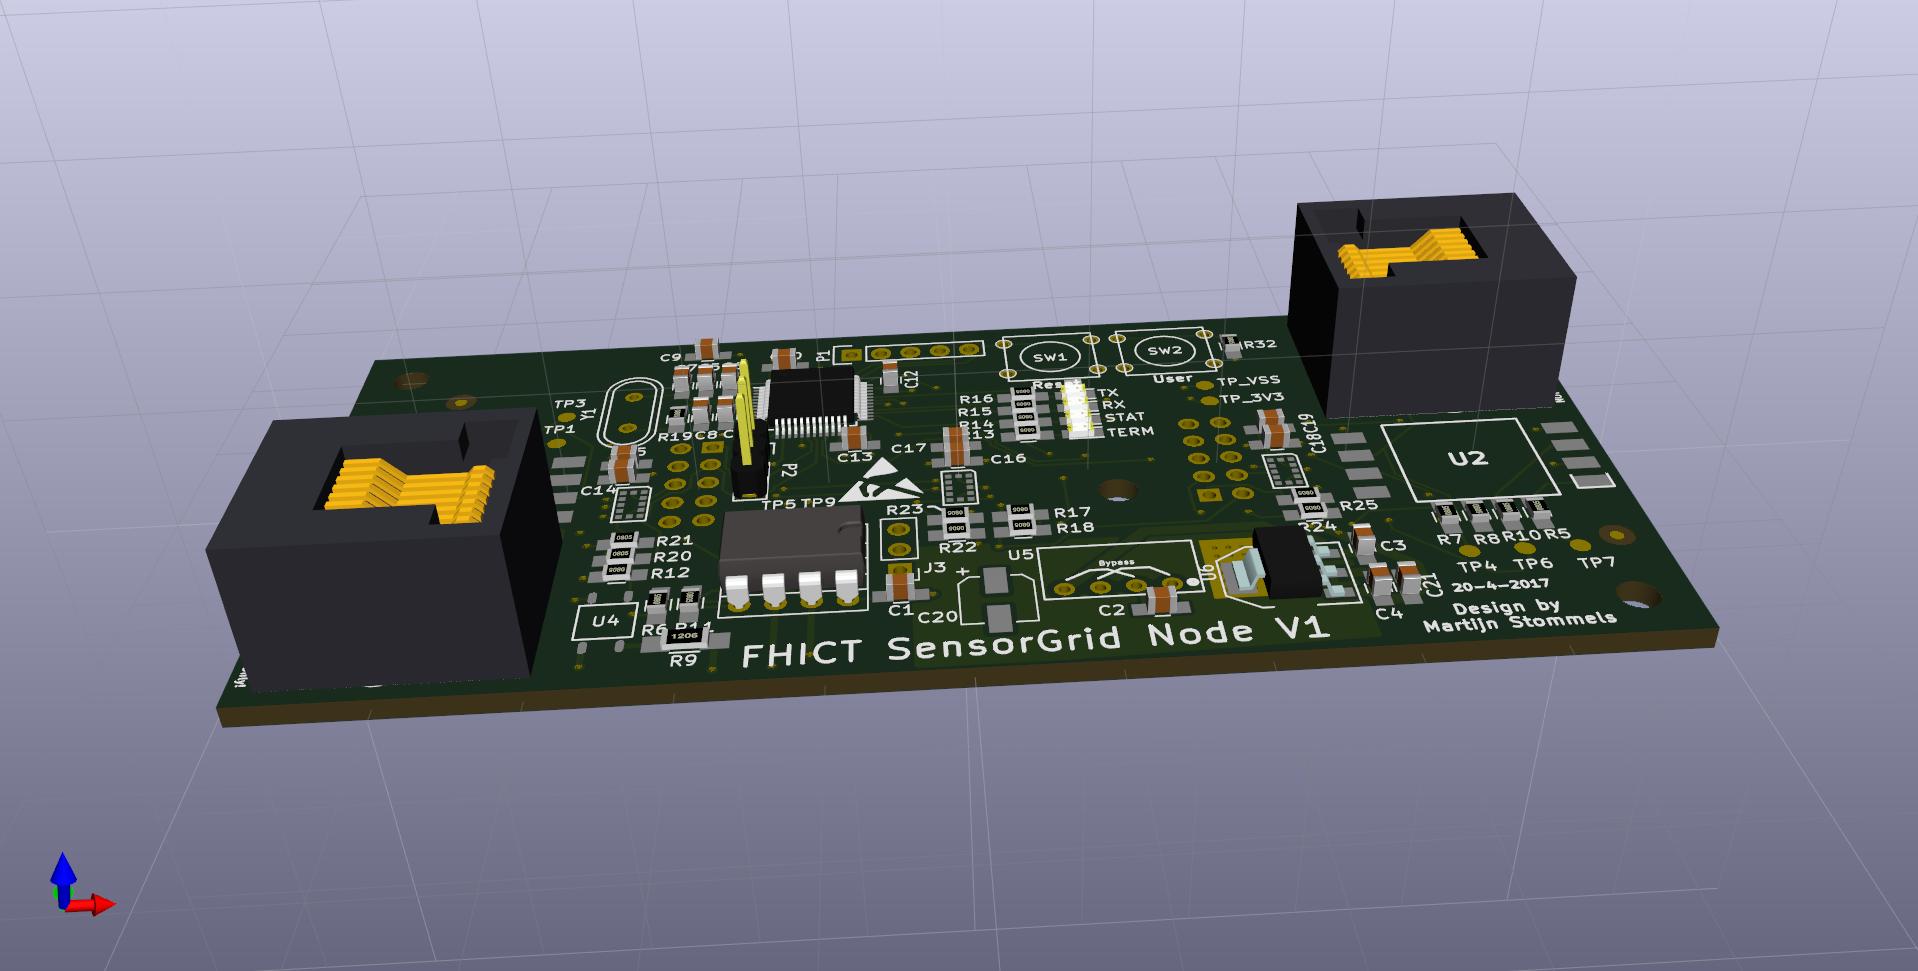 C9
C12
P1
SW1
SW2
R32
Reset
User
TP_VSS
TP_3V3
TX
RX
STAT
TERM
R16
R15
R14
TP3
TP1
Y1
R19
C8
C13
P2
C17
C16
C18
C19
U2
C14
TP5
TP9
R23
R22
R17
R18
R25
R24
R21
R20
R12
0805
R7
R8
R10
R5
C3
TP4
TP6
TP7
U5
Bypass
U6
J3
+
C1
C20
C2
C4
C21
U4
R6
R11
1206
R9
20-4-2017
Design by
Martijn Stommels
FHICT SensorGrid Node V1